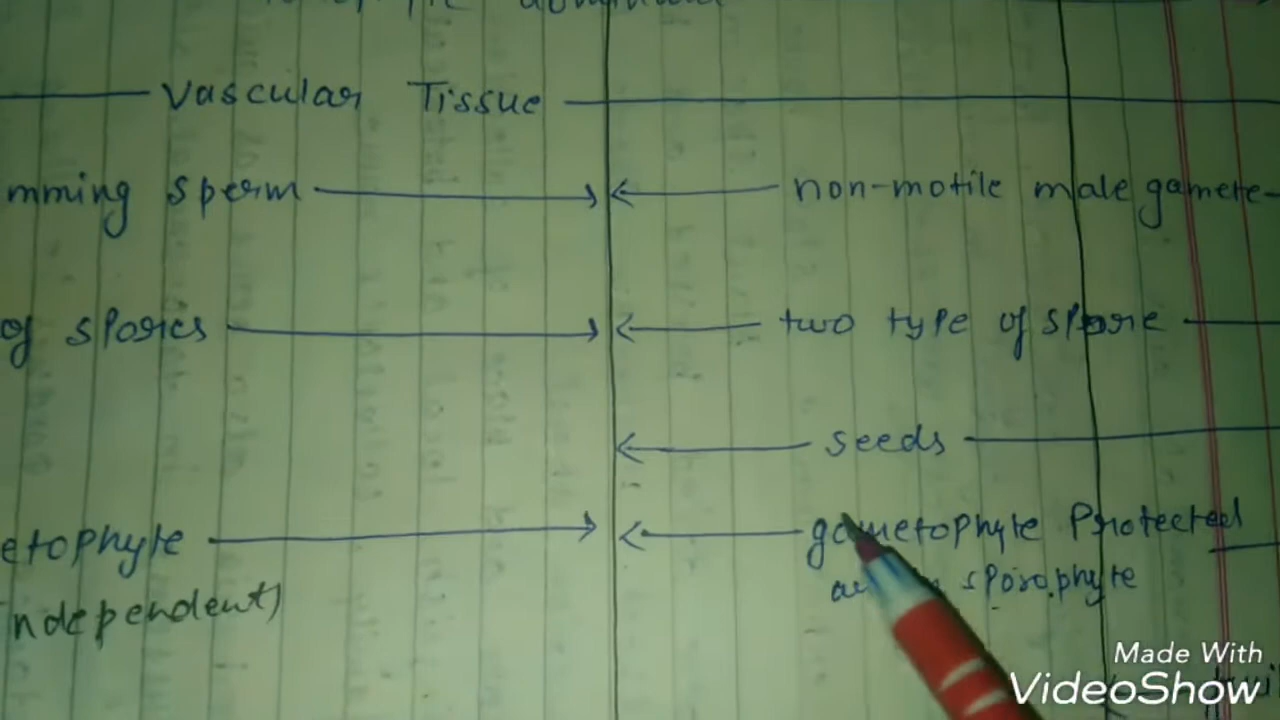 Vascular Tissue
mming sperm non-motile male gamete-
of spores two type of spore
seeds
etophyte gametophyte Protected
ndependent) sporophyte
Made With
VideoShow